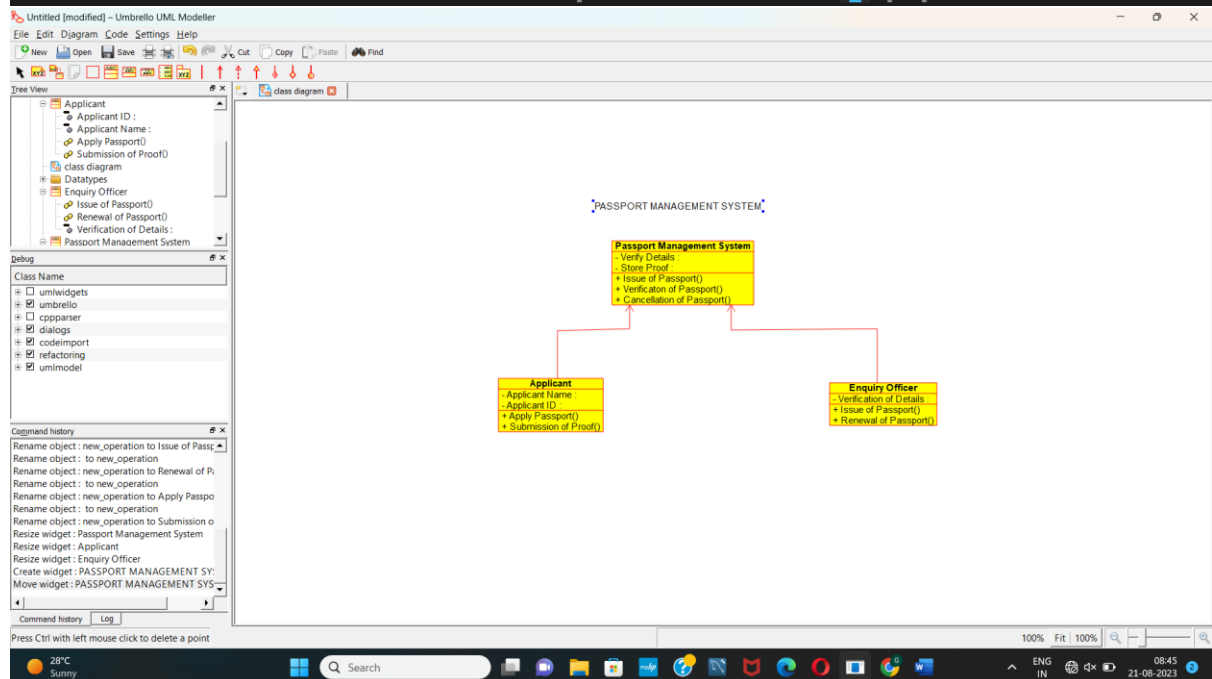 Untitled [modified] – Umbrello UML Modeller
File Edit Diagram Code Settings Help
New Open Save Cut Copy Paste Find
Tree View
class diagram
Applicant
Applicant ID :
Applicant Name :
Apply Passport()
Submission of Proof()
class diagram
Datatypes
Enquiry Officer
Issue of Passport()
Renewal of Passport()
Verification of Details :
Passport Management System
Debug
Class Name
umlwidgets
umbrello
cppparser
dialogs
codeimport
refactoring
umlmodel
Command history
Rename object : new_operation to Issue of Passp
Rename object : to new_operation
Rename object : new_operation to Renewal of Pa
Rename object : to new_operation
Rename object : new_operation to Apply Passpo
Rename object : to new_operation
Rename object : new_operation to Submission o
Resize widget : Passport Management System
Resize widget : Applicant
Resize widget : Enquiry Officer
Create widget : PASSPORT MANAGEMENT SY
Move widget : PASSPORT MANAGEMENT SYS
Command history Log
PASSPORT MANAGEMENT SYSTEM
Passport Management System
- Verify Details :
- Store Proof :
+ Issue of Passport()
+ Verificaton of Passport()
+ Cancellation of Passport()
Applicant
- Applicant Name :
- Applicant ID :
+ Apply Passport()
+ Submission of Proof()
Enquiry Officer
- Verification of Details :
+ Issue of Passport()
+ Renewal of Passport()
Press Ctrl with left mouse click to delete a point
100% Fit 100%
28°C
Sunny
Search
ENG
IN
08:45
21-08-2023
2